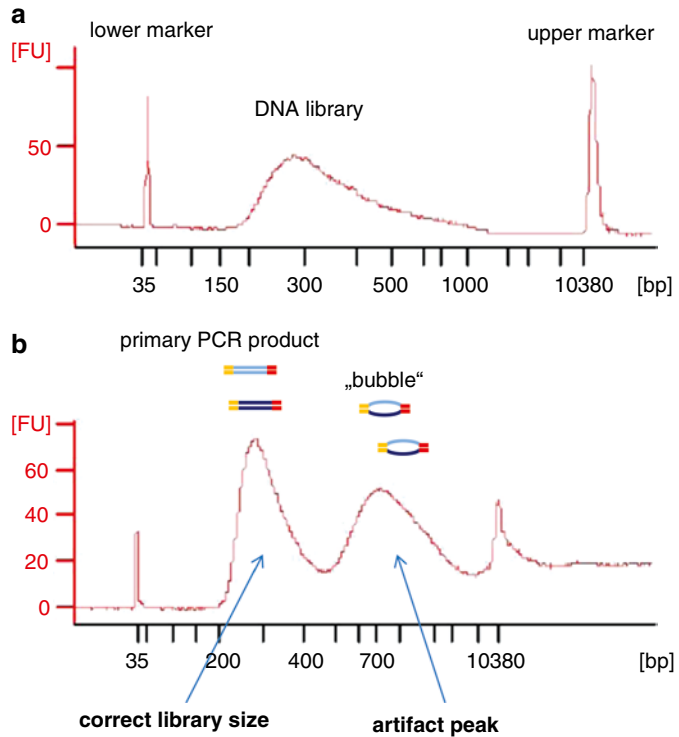 a
lower marker
upper marker
[FU]
DNA library
50
0
35 150 300 500 1000 10380 [bp]
b
primary PCR product
„bubble“
[FU]
60
40
20
0
35 200 400 700 10380 [bp]
correct library size
artifact peak